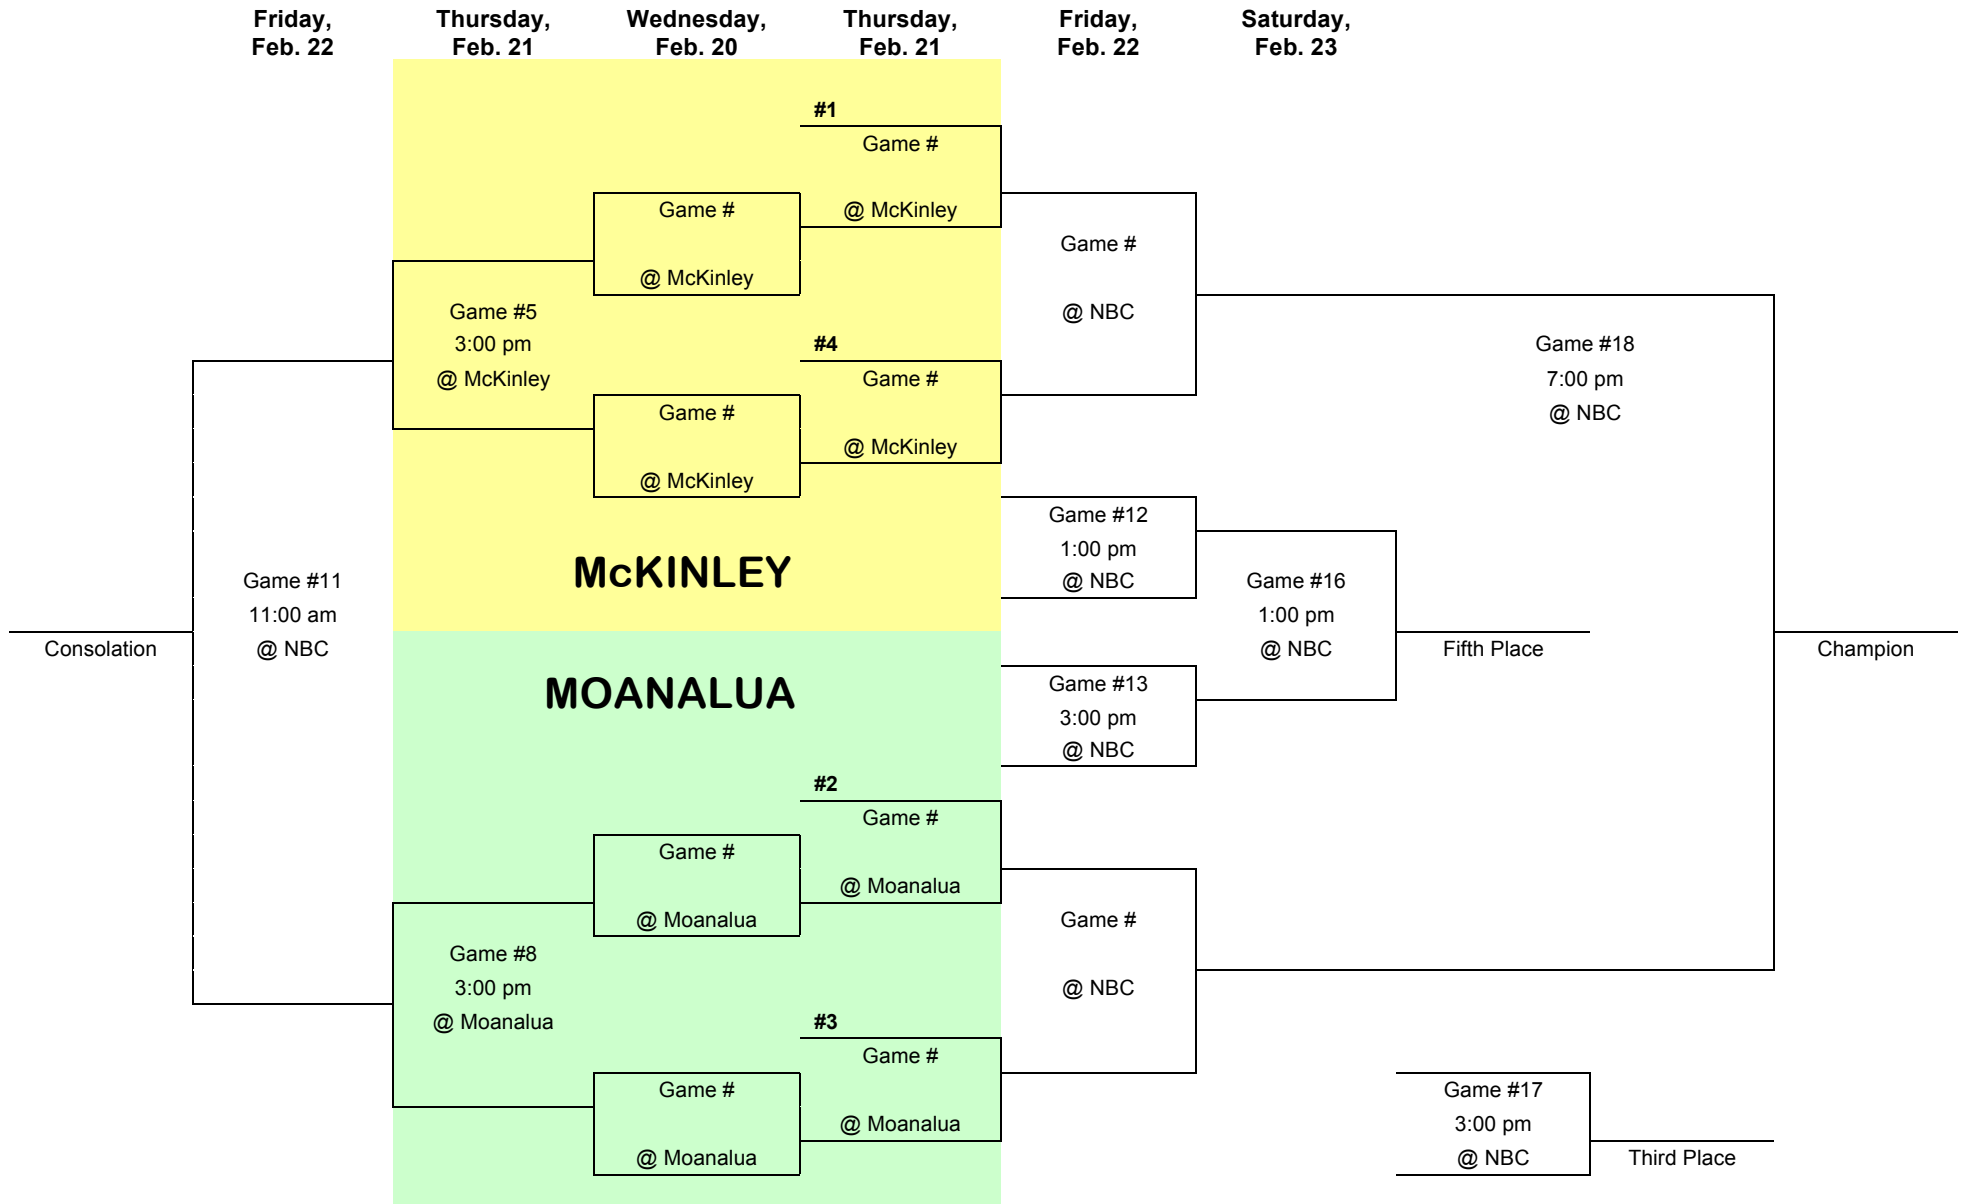 Friday,
Feb. 22
Thursday,
Feb. 21
Wednesday,
Feb. 20
Thursday,
Feb. 21
Friday,
Feb. 22
Saturday,
Feb. 23
#1
Game #
@ McKinley
Game #
@ McKinley
Game #
@ NBC
Game #5
3:00 pm
@ McKinley
#4
Game #
@ McKinley
Game #
@ McKinley
Game #18
7:00 pm
@ NBC
Game #12
1:00 pm
@ NBC
McKINLEY
Game #11
11:00 am
@ NBC
Game #16
1:00 pm
@ NBC
Consolation
Fifth Place
Champion
MOANALUA
Game #13
3:00 pm
@ NBC
#2
Game #
@ Moanalua
Game #
@ Moanalua
Game #
@ NBC
Game #8
3:00 pm
@ Moanalua
#3
Game #
@ Moanalua
Game #
@ Moanalua
Game #17
3:00 pm
@ NBC
Third Place